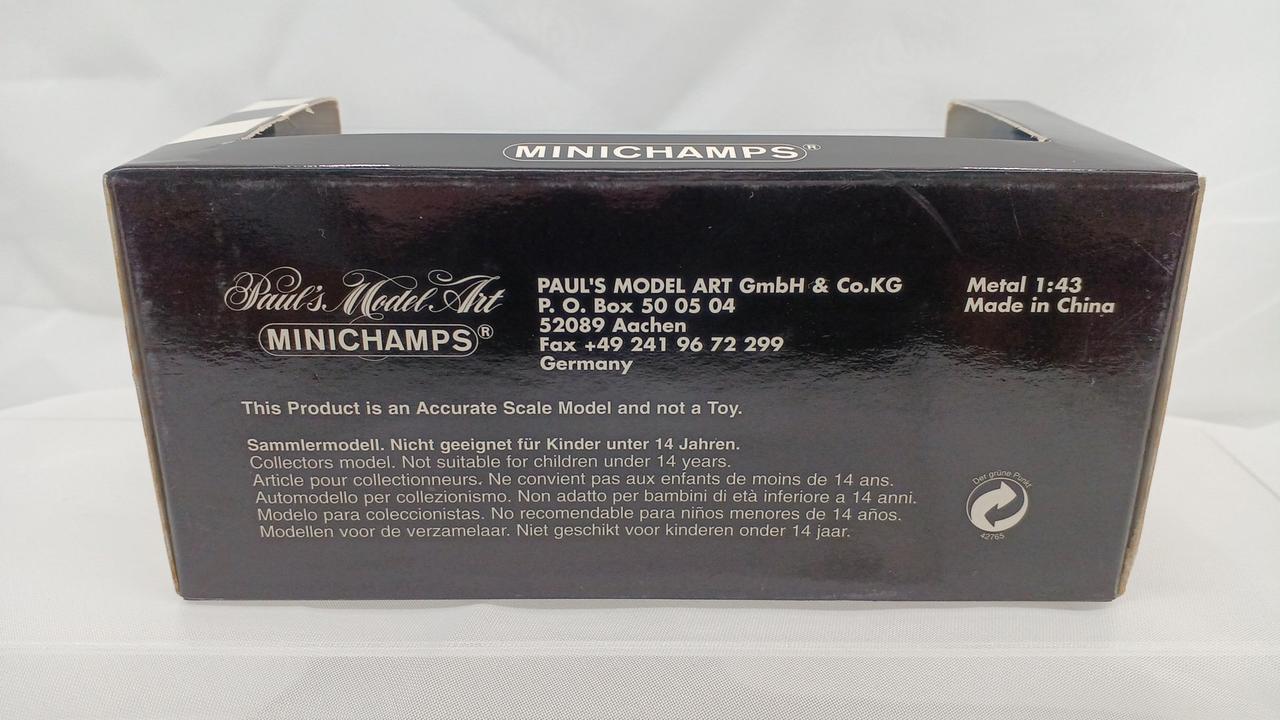 MINICHAMPS®
Paul's Model Art
MINICHAMPS®
PAUL'S MODEL ART GmbH & Co.KG
P. O. Box 50 05 04
52089 Aachen
Fax +49 241 96 72 299
Germany
Metal 1:43
Made in China
This Product is an Accurate Scale Model and not a Toy.
Sammlermodell. Nicht geeignet für Kinder unter 14 Jahren.
Collectors model. Not suitable for children under 14 years.
Article pour collectionneurs. Ne convient pas aux enfants de moins de 14 ans.
Automodello per collezionismo. Non adatto per bambini di età inferiore a 14 anni.
Modelo para coleccionistas. No recomendable para niños menores de 14 años.
Modellen voor de verzamelaar. Niet geschikt voor kinderen onder 14 jaar.
Der grüne Punkt
42765